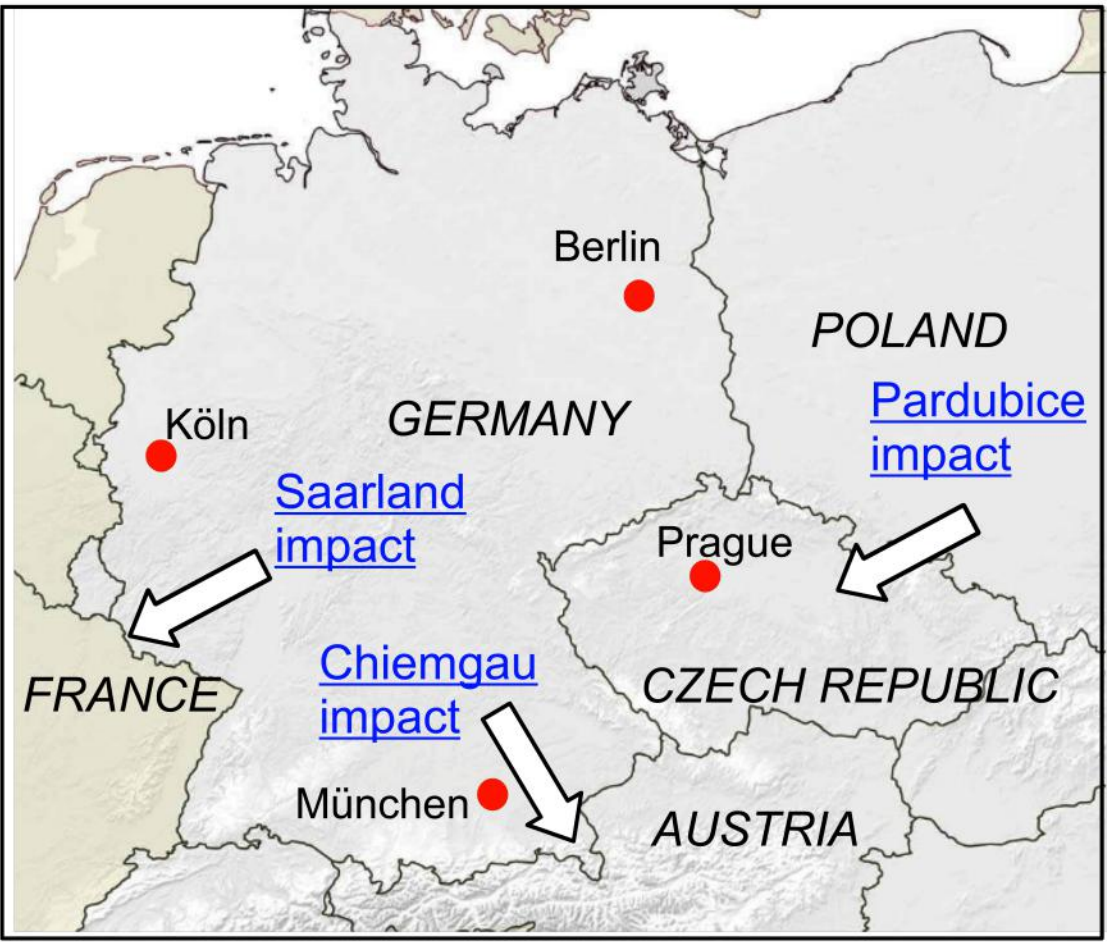 Berlin
POLAND
Pardubice
impact
GERMANY
Köln
Saarland
impact
Prague
Chiemgau
impact
CZECH REPUBLIC
FRANCE
München
AUSTRIA